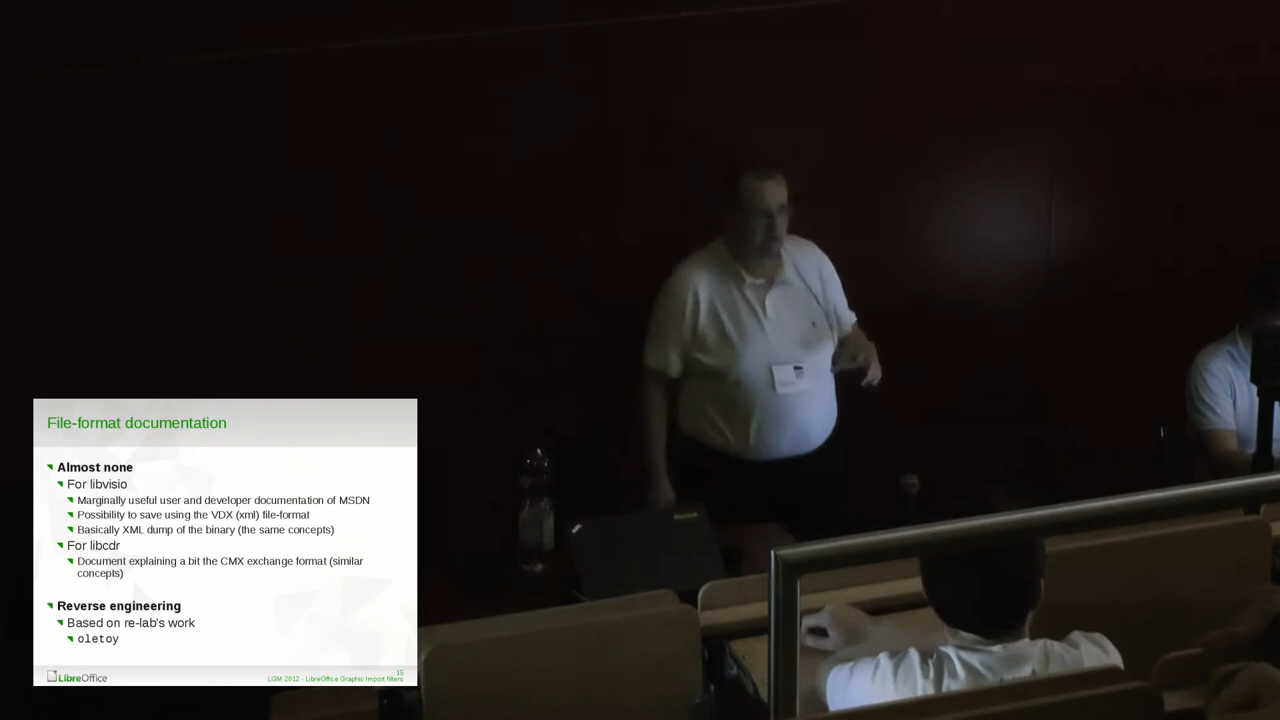 File-format documentation
Almost none
For libvisio
Marginally useful user and developer documentation of MSDN
Possibility to save using the VDX (xml) file-format
Basically XML dump of the binary (the same concepts)
For libcdr
Document explaining a bit the CMX exchange format (similar
concepts)
Reverse engineering
Based on re-lab's work
oletoy
LibreOffice
15
LGM 2012 - LibreOffice Graphic Import filters